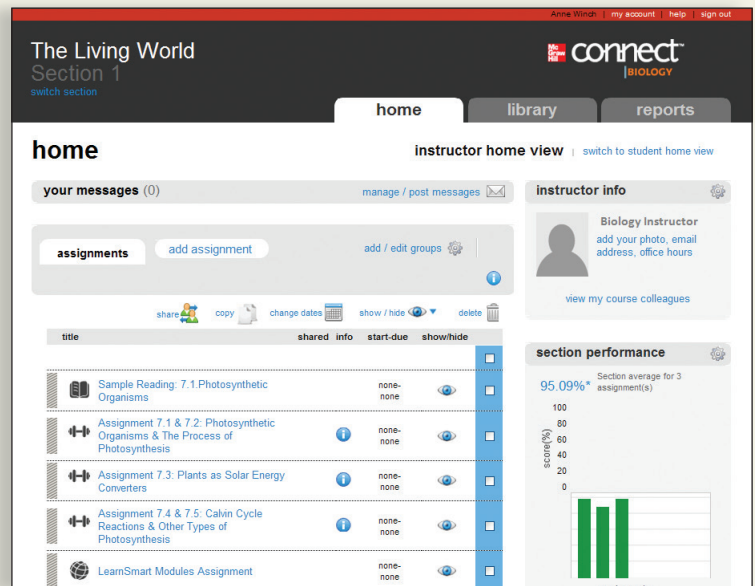 Anne Winch | my account | help | sign out
The Living World
Section 1
switch section
Mc Graw Hill connect
|BIOLOGY
home library reports
home
instructor home view | switch to student home view
your messages (0) manage / post messages
assignments add assignment add / edit groups
share copy change dates show / hide delete
title shared info start-due show/hide
Sample Reading: 7.1.Photosynthetic
Organisms
none-
none
Assignment 7.1 & 7.2: Photosynthetic
Organisms & The Process of
Photosynthesis
none-
none
Assignment 7.3: Plants as Solar Energy
Converters
none-
none
Assignment 7.4 & 7.5: Calvin Cycle
Reactions & Other Types of
Photosynthesis
none-
none
LearnSmart Modules Assignment
none-
none
instructor info
Biology Instructor
add your photo, email
address, office hours
view my course colleagues
section performance
95.09%* Section average for 3
assignment(s)
score(%)
100
80
60
40
20
0